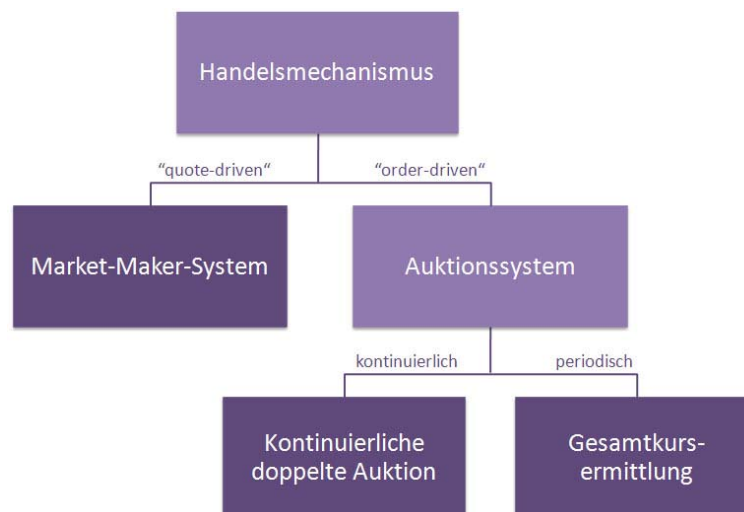 Handelsmechanismus
“quote-driven“
“order-driven“
Market-Maker-System
Auktionssystem
kontinuierlich
periodisch
Kontinuierliche
doppelte Auktion
Gesamtkurs-
ermittlung